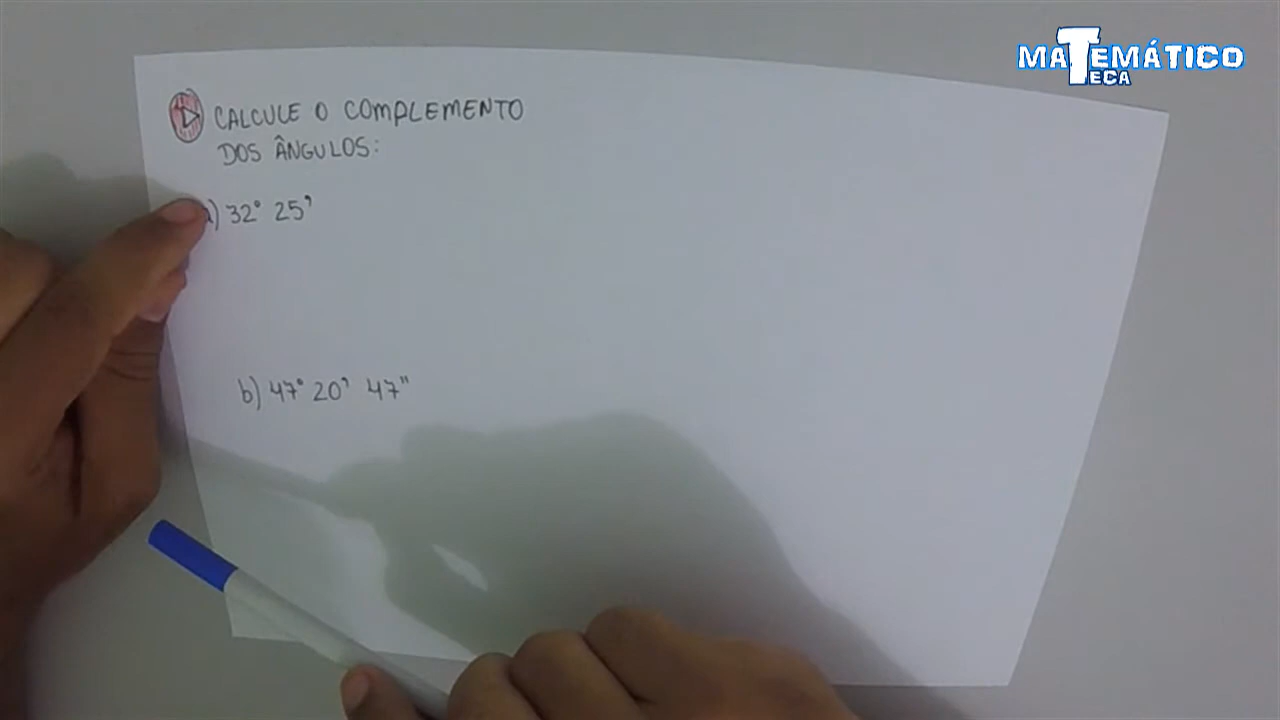 MATEMÁTICO
TECA
CALCULE O COMPLEMENTO
DOS ÂNGULOS:
a) 32° 25'
b) 47° 20' 47"